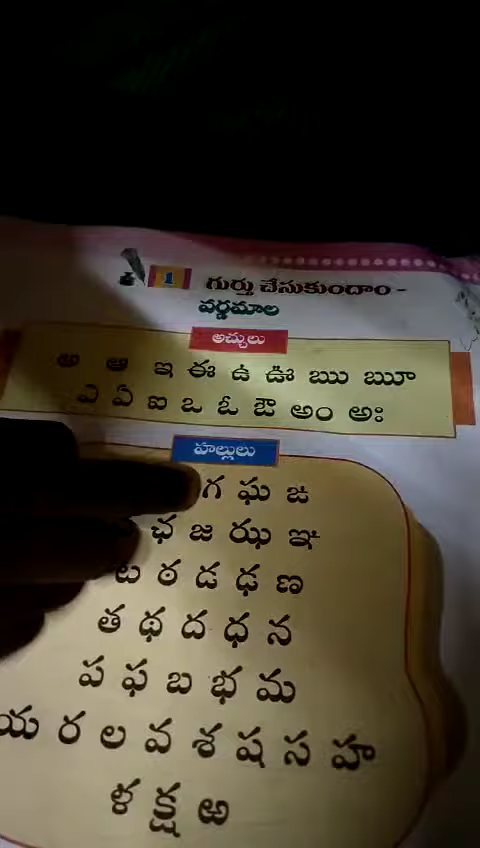 1 గుర్తు చేసుకుందాం -
వర్ణమాల
అచ్చులు
అ ఆ ఇ ఈ ఉ ఊ ఋ ౠ
ఎ ఏ ఐ ఒ ఓ ఔ అం అః
హల్లులు
గ ఘ ఙ
ఛ జ ఝ ఞ
ట ఠ డ ఢ ణ
త థ ద ధ న
ప ఫ బ భ మ
య ర ల వ శ ష స హ
ళ క్ష ఱ